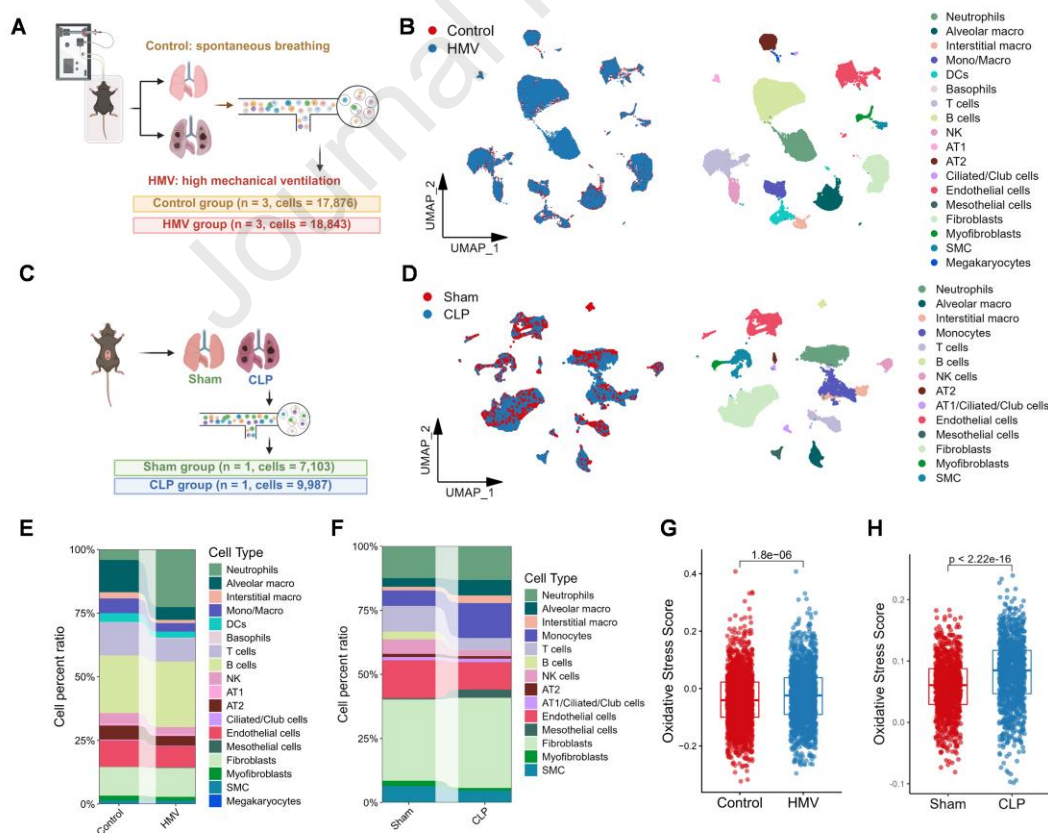 Journal
A
Control: spontaneous breathing
HMV: high mechanical ventilation
Control group (n = 3, cells = 17,876)
HMV group (n = 3, cells = 18,843)
B
Control
HMV
UMAP_2
UMAP_1
Neutrophils
Alveolar macro
Interstitial macro
Mono/Macro
DCs
Basophils
T cells
B cells
NK
AT1
AT2
Ciliated/Club cells
Endothelial cells
Mesothelial cells
Fibroblasts
Myofibroblasts
SMC
Megakaryocytes
C
Sham
CLP
Sham group (n = 1, cells = 7,103)
CLP group (n = 1, cells = 9,987)
D
Sham
CLP
UMAP_2
UMAP_1
Neutrophils
Alveolar macro
Interstitial macro
Monocytes
T cells
B cells
NK cells
AT2
AT1/Ciliated/Club cells
Endothelial cells
Mesothelial cells
Fibroblasts
Myofibroblasts
SMC
E
Cell percent ratio
100%
75%
50%
25%
0%
Control
HMV
Cell Type
Neutrophils
Alveolar macro
Interstitial macro
Mono/Macro
DCs
Basophils
T cells
B cells
NK
AT1
AT2
Ciliated/Club cells
Endothelial cells
Mesothelial cells
Fibroblasts
Myofibroblasts
SMC
Megakaryocytes
F
Cell percent ratio
100%
75%
50%
25%
0%
Sham
CLP
Cell Type
Neutrophils
Alveolar macro
Interstitial macro
Monocytes
T cells
B cells
NK cells
AT2
AT1/Ciliated/Club cells
Endothelial cells
Mesothelial cells
Fibroblasts
Myofibroblasts
SMC
G
Oxidative Stress Score
1.8e-06
0.4
0.2
0.0
−0.2
Control
HMV
H
Oxidative Stress Score
p < 2.22e-16
0.2
0.1
0.0
-0.1
Sham
CLP